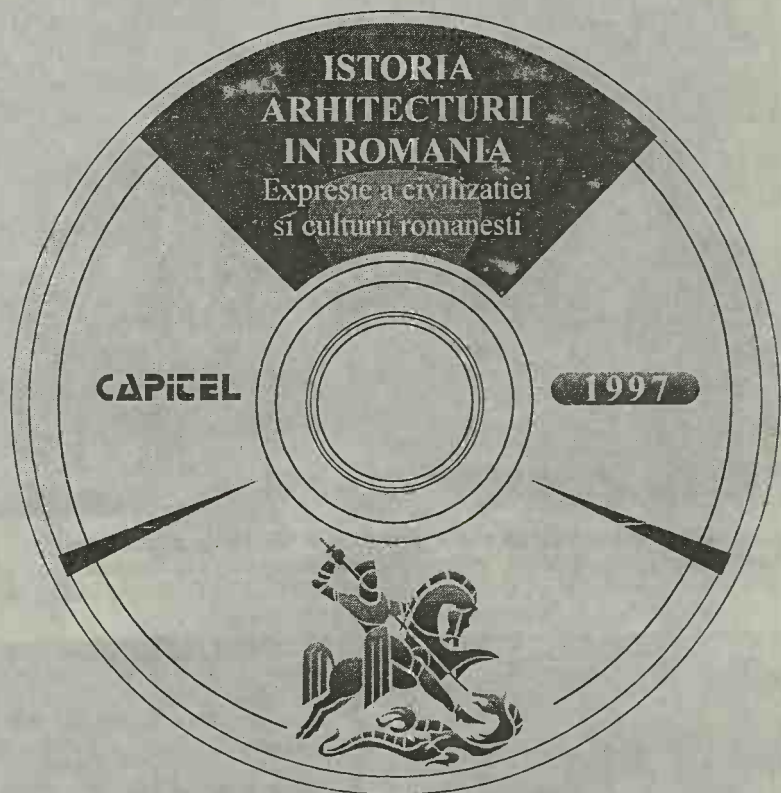 ISTORIA
ARHITECTURII
IN ROMANIA
Expresie a civilizatiei
si culturii romanesti
CAPITEL
1997